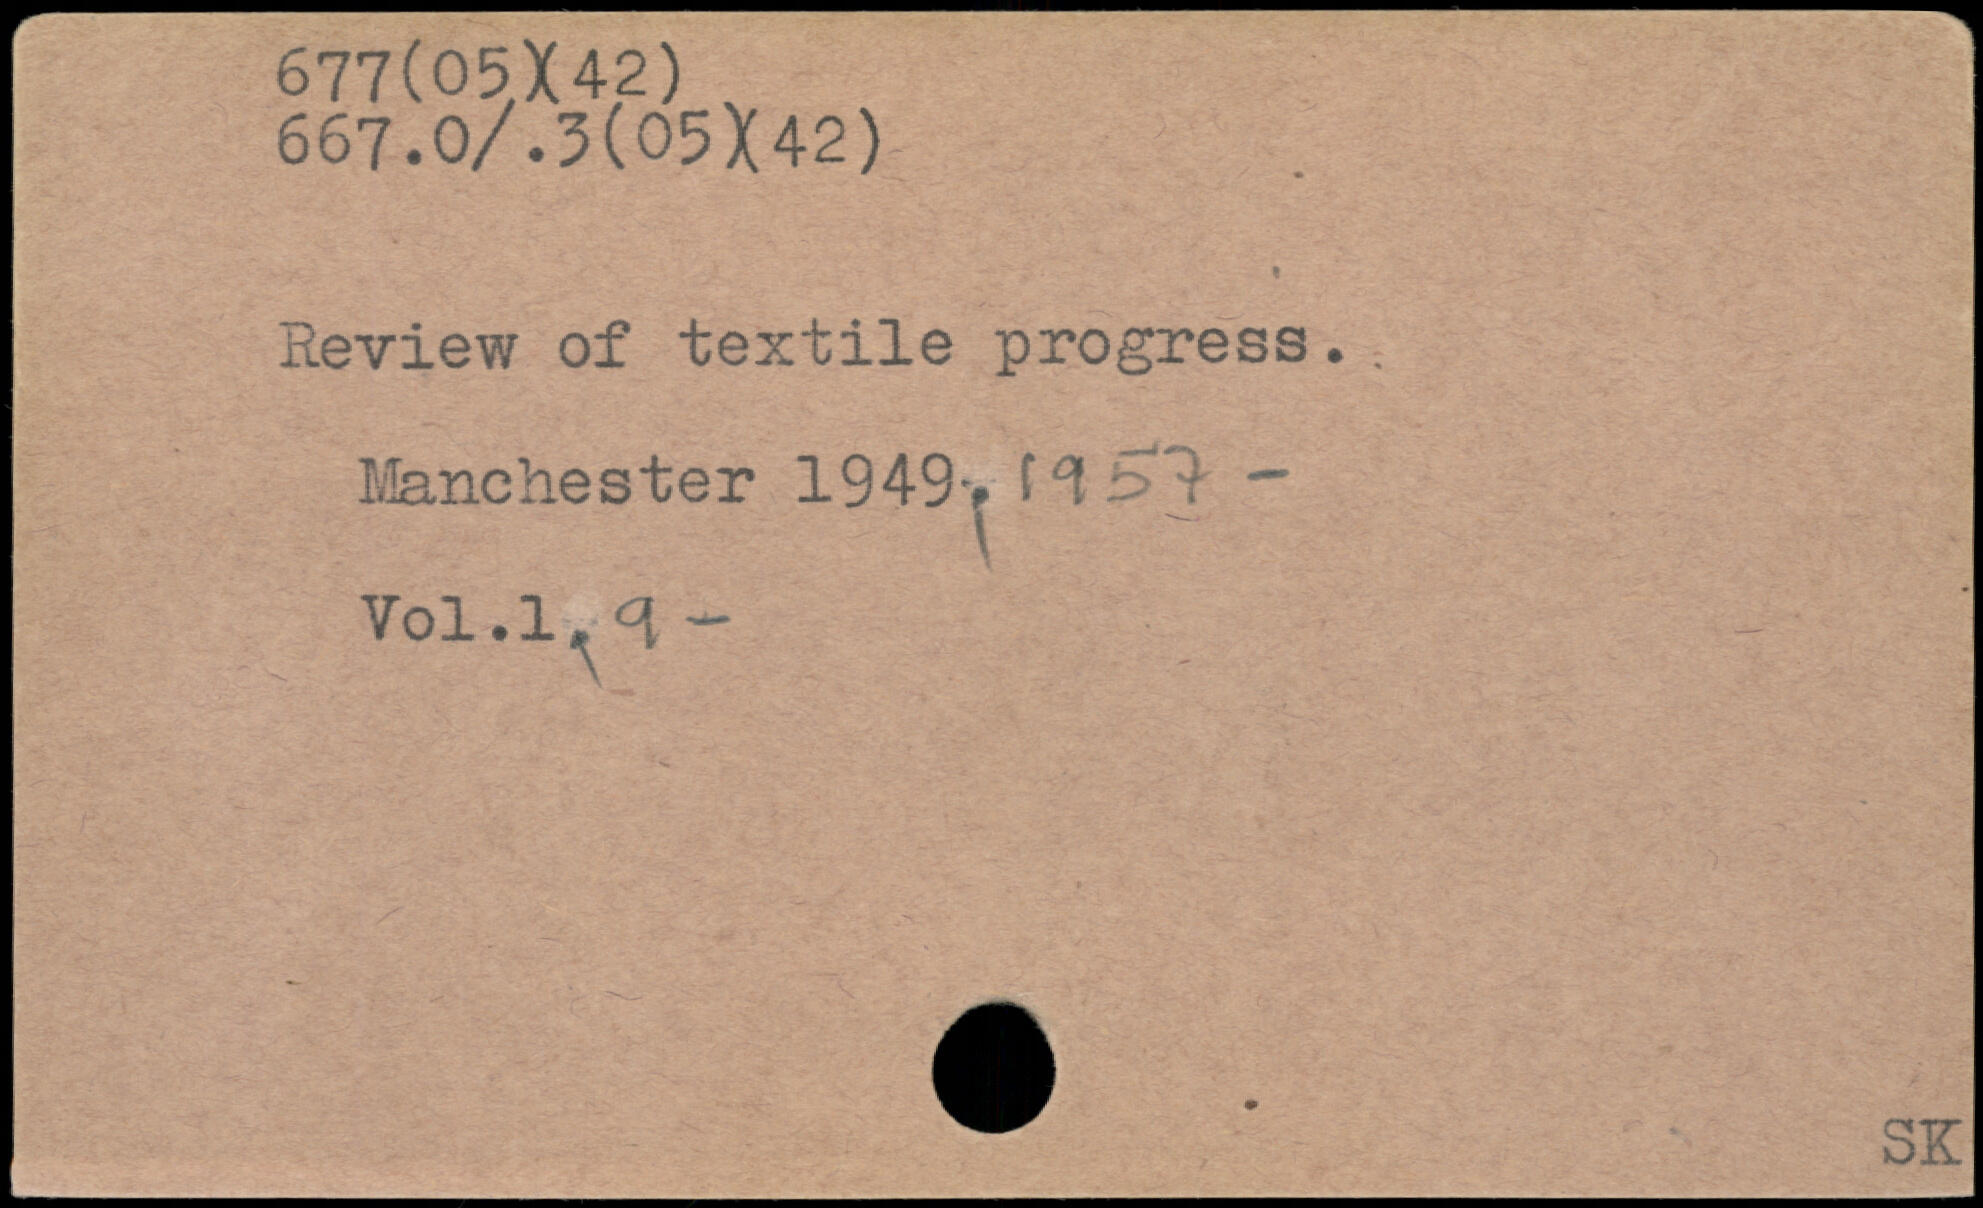 677(05)(42)
667.0/.3(05)(42)
Review of textile progress.
Manchester 1949, 1957 -
Vol.1, 9 -
SK